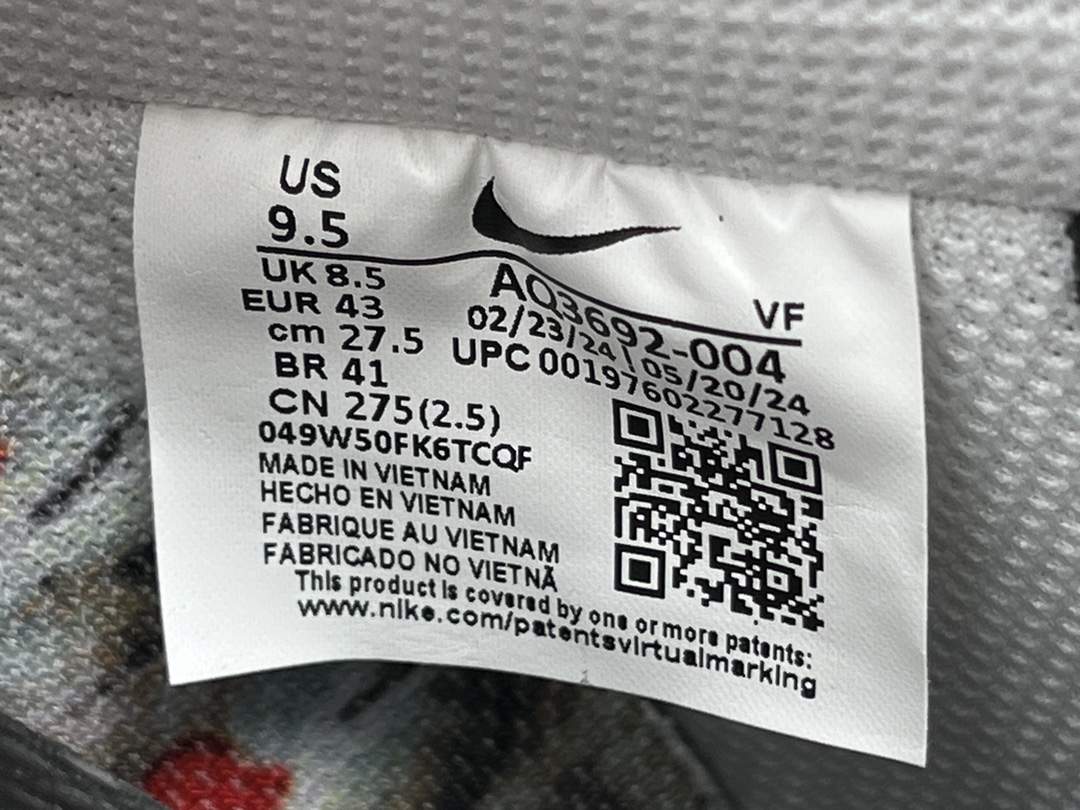 US
9.5
UK 8.5
EUR 43
cm 27.5
BR 41
CN 275(2.5)
049W50FK6TCQF
MADE IN VIETNAM
HECHO EN VIETNAM
FABRIQUE AU VIETNAM
FABRICADO NO VIETNÃ
VF
AQ3692-004
02/23/24 \ 05/20/24
UPC 00197602277128
This product is covered by one or more patents:
www.nike.com/patentsvirtualmarking